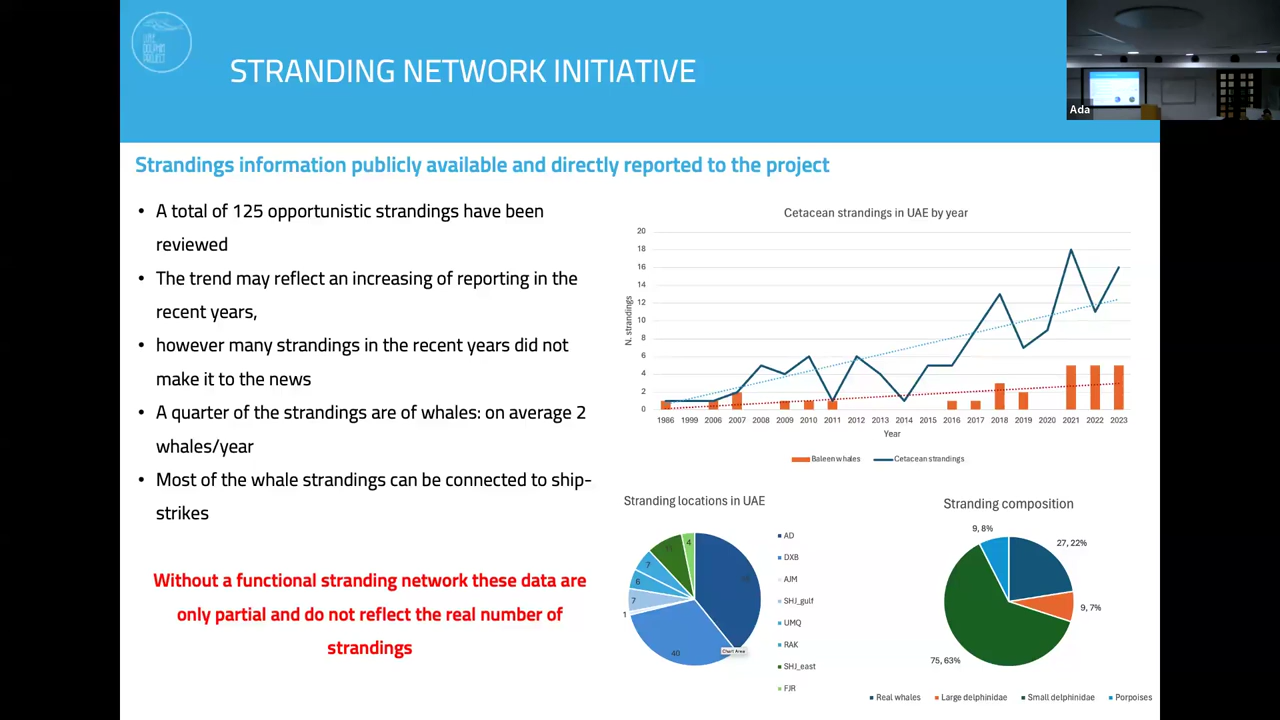 UAE
DOLPHIN
PROJECT
STRANDING NETWORK INITIATIVE
Ada
Strandings information publicly available and directly reported to the project
• A total of 125 opportunistic strandings have been
reviewed
• The trend may reflect an increasing of reporting in the
recent years,
• however many strandings in the recent years did not
make it to the news
• A quarter of the strandings are of whales: on average 2
whales/year
• Most of the whale strandings can be connected to ship-
strikes
Without a functional stranding network these data are
only partial and do not reflect the real number of
strandings
Cetacean strandings in UAE by year
20
18
16
14
12
10
8
6
4
2
0
N. strandings
1986 1999 2006 2007 2008 2009 2010 2011 2012 2013 2014 2015 2016 2017 2018 2019 2020 2021 2022 2023
Year
Baleen whales Cetacean strandings
Stranding locations in UAE
4
11
7
6
7
1
40
Chart Area
AD
DXB
AJM
SHJ_gulf
UMQ
RAK
SHJ_east
FJR
Stranding composition
9, 8%
27, 22%
9, 7%
75, 63%
Real whales Large delphinidae Small delphinidae Porpoises